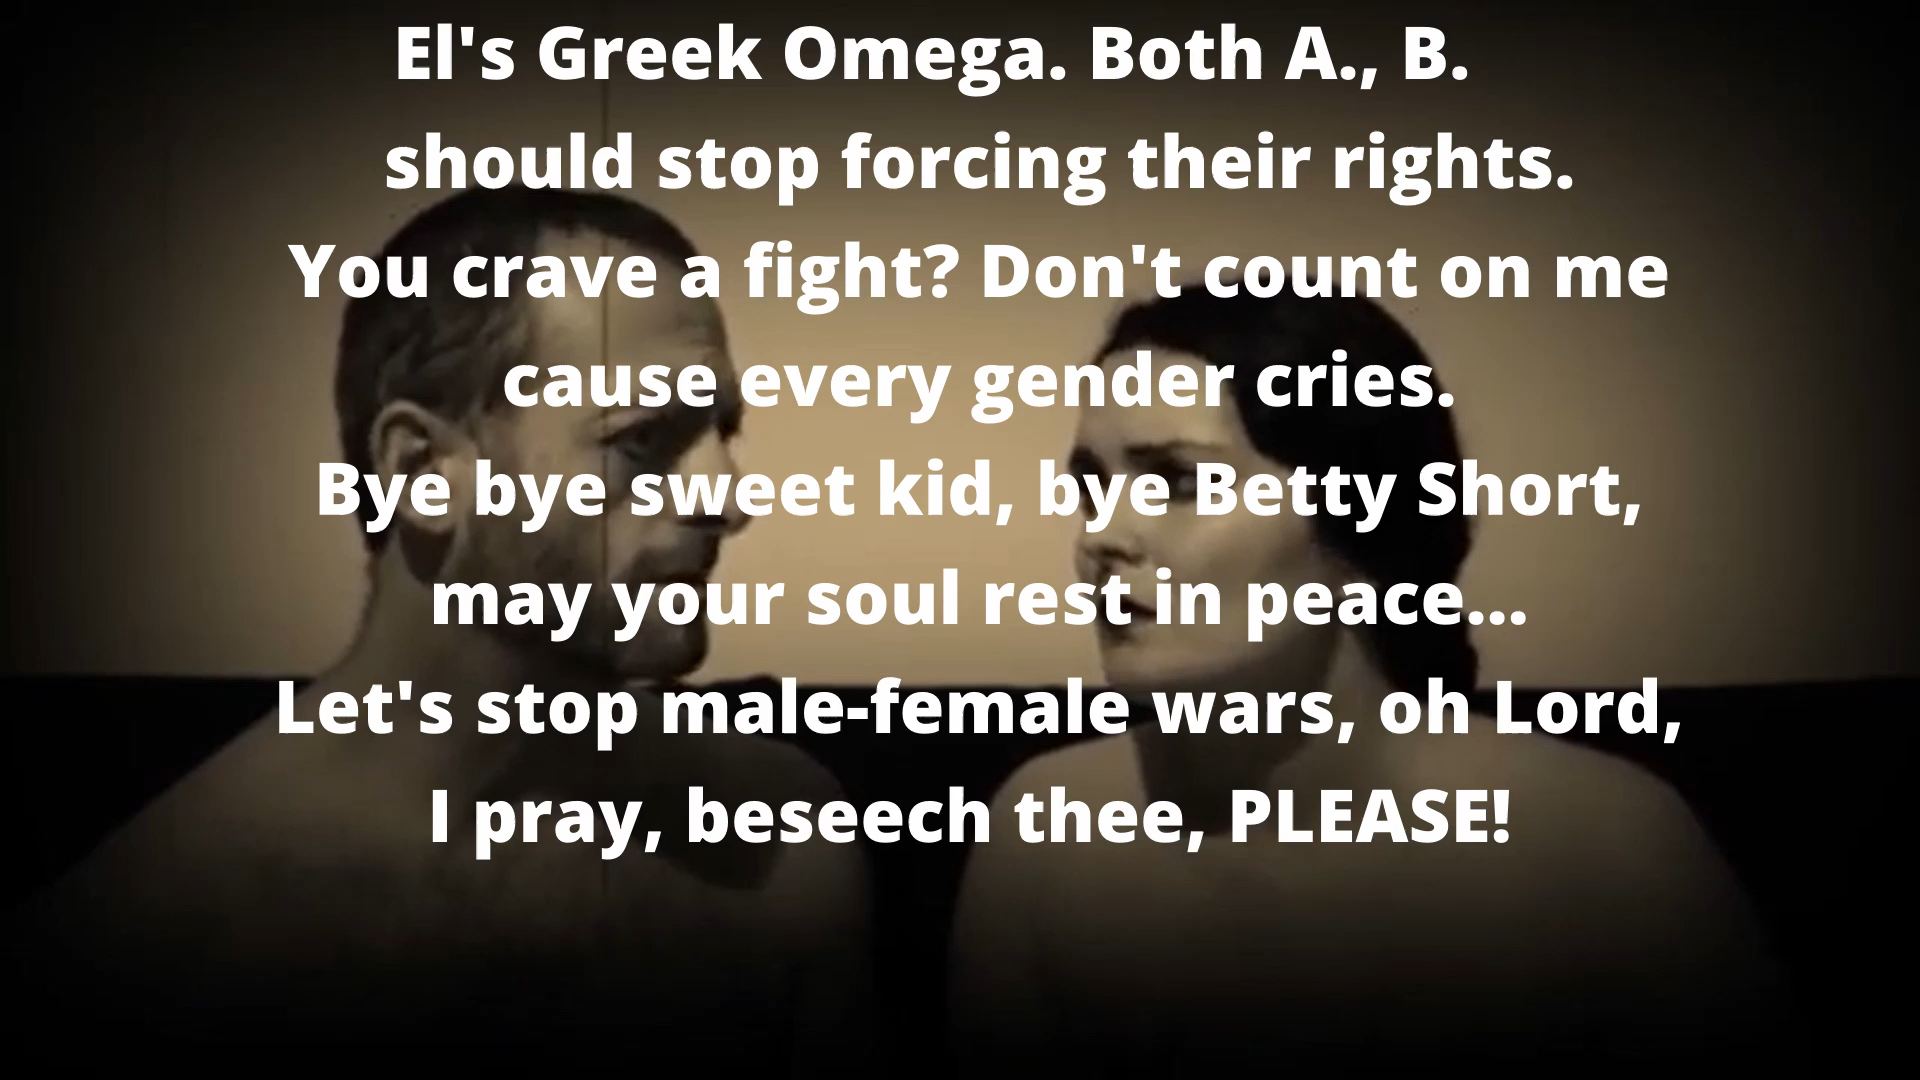 El's Greek Omega. Both A., B.
should stop forcing their rights.
You crave a fight? Don't count on me
cause every gender cries.
Bye bye sweet kid, bye Betty Short,
may your soul rest in peace...
Let's stop male-female wars, oh Lord,
I pray, beseech thee, PLEASE!